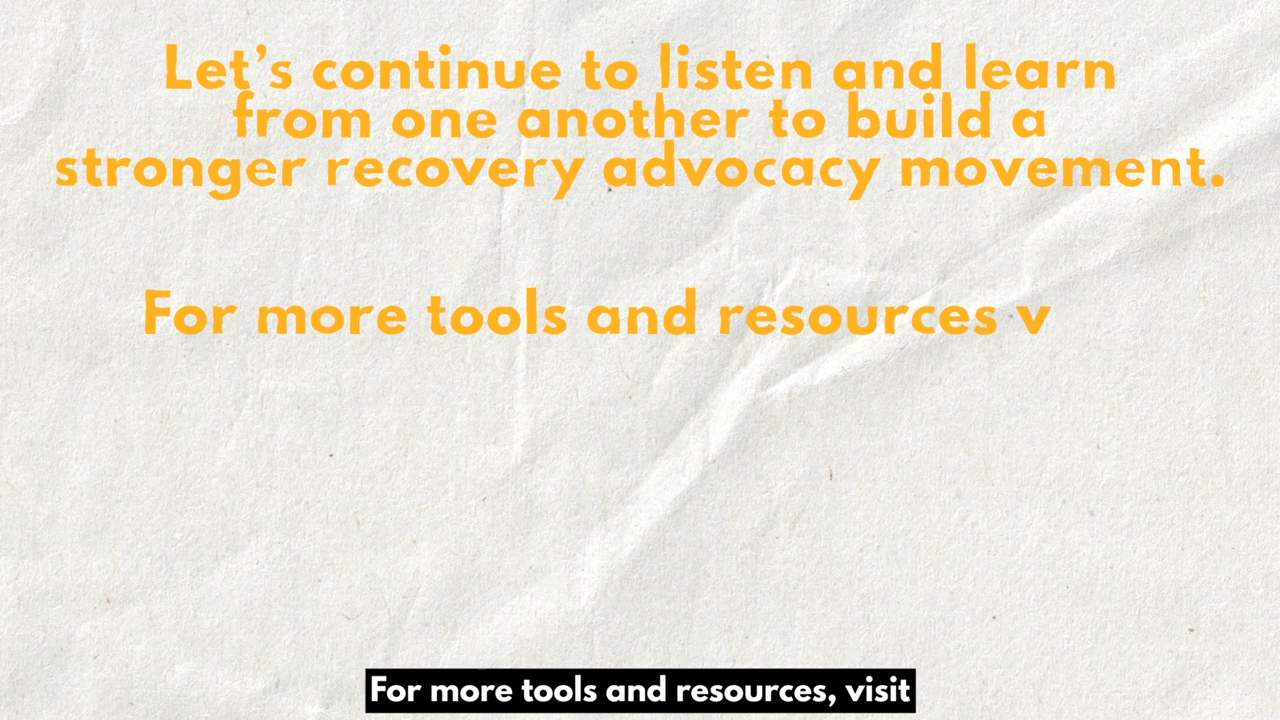 Let’s continue to listen and learn
from one another to build a
stronger recovery advocacy movement.
For more tools and resources v
For more tools and resources, visit